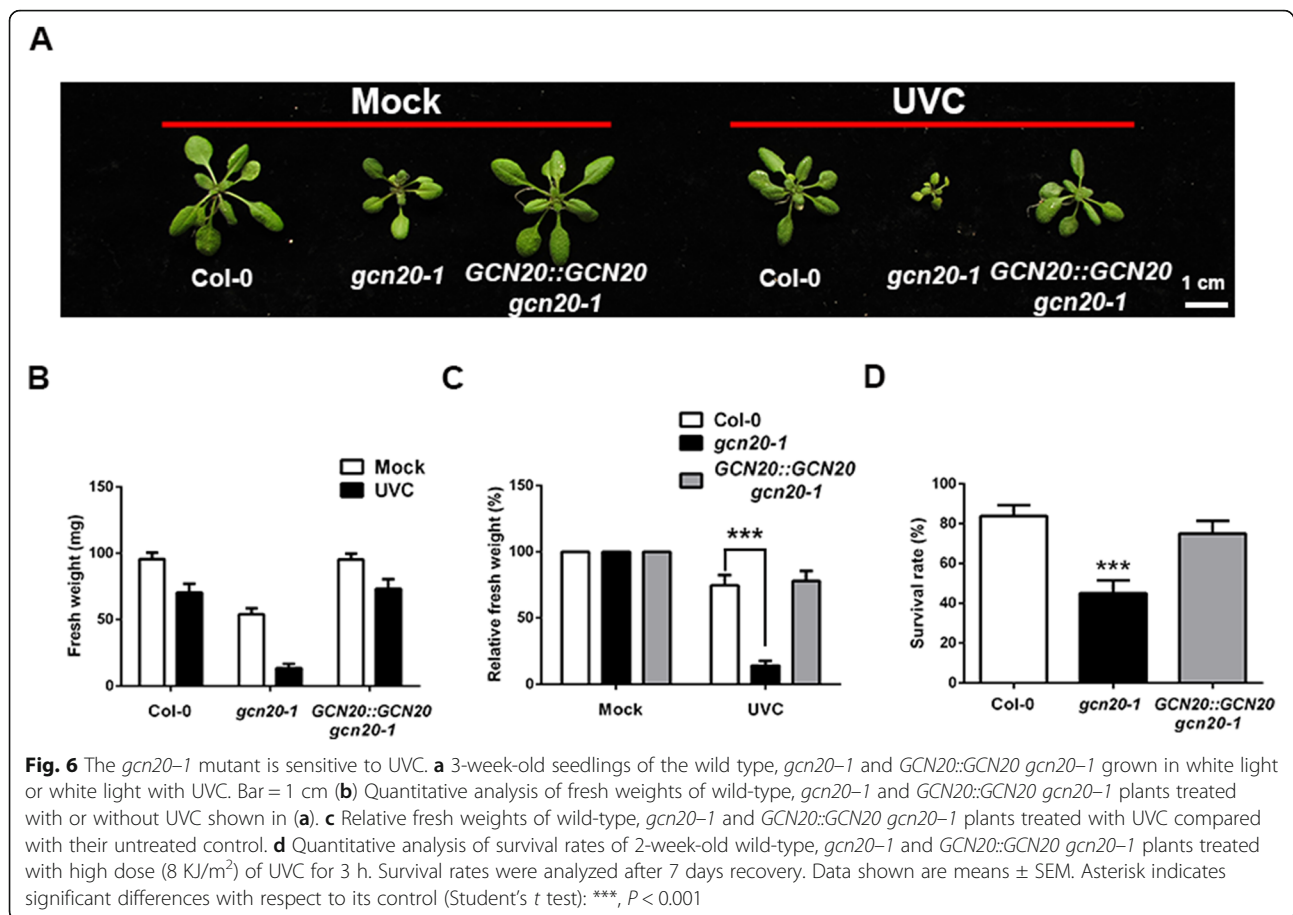 A
Mock
UVC
Col-0
gcn20-1
GCN20::GCN20
gcn20-1
Col-0
gcn20-1
GCN20::GCN20
gcn20-1
1 cm
B
Mock
UVC
Fresh weight (mg)
150
100
50
0
Col-0
gcn20-1
GCN20::GCN20
gcn20-1
C
Col-0
gcn20-1
GCN20::GCN20
gcn20-1
Relative fresh weight (%)
150
100
50
0
***
Mock
UVC
D
Survival rate (%)
100
80
60
40
20
0
***
Col-0
gcn20-1
GCN20::GCN20
gcn20-1
Fig. 6 The gcn20–1 mutant is sensitive to UVC. a 3-week-old seedlings of the wild type, gcn20–1 and GCN20::GCN20 gcn20–1 grown in white light
or white light with UVC. Bar = 1 cm (b) Quantitative analysis of fresh weights of wild-type, gcn20–1 and GCN20::GCN20 gcn20–1 plants treated
with or without UVC shown in (a). c Relative fresh weights of wild-type, gcn20–1 and GCN20::GCN20 gcn20–1 plants treated with UVC compared
with their untreated control. d Quantitative analysis of survival rates of 2-week-old wild-type, gcn20–1 and GCN20::GCN20 gcn20–1 plants treated
with high dose (8 KJ/m²) of UVC for 3 h. Survival rates were analyzed after 7 days recovery. Data shown are means ± SEM. Asterisk indicates
significant differences with respect to its control (Student's t test): ***, P < 0.001